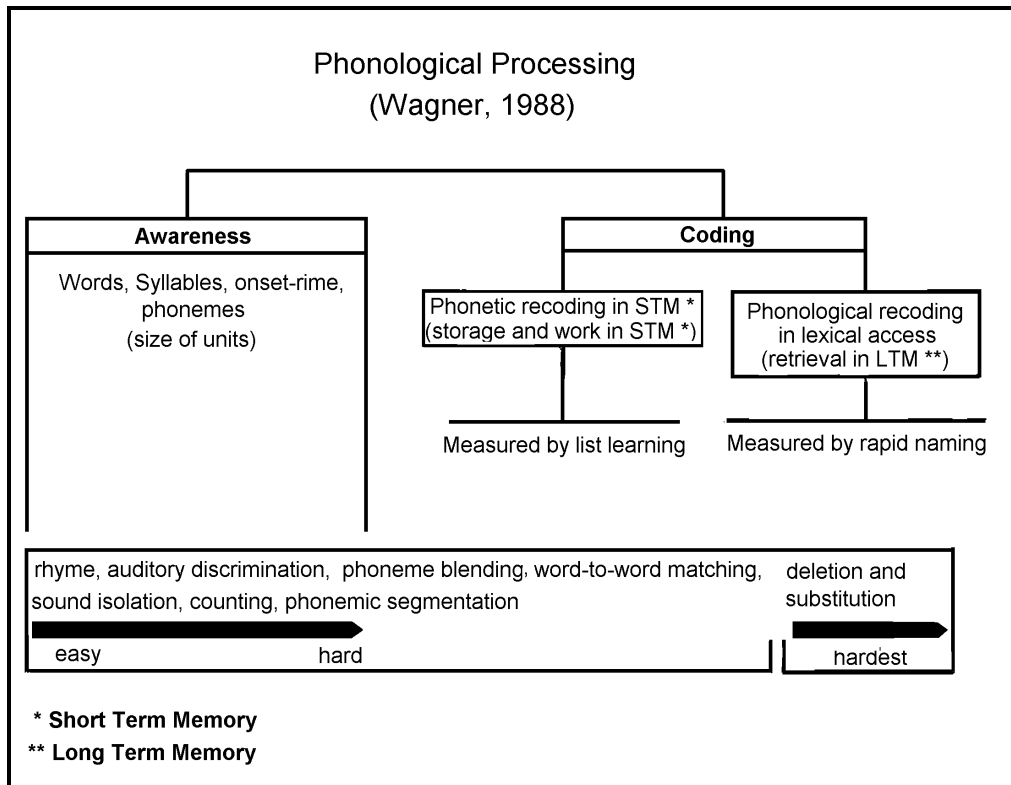 Phonological Processing
(Wagner, 1988)
Awareness
Words, Syllables, onset-rime,
phonemes
(size of units)
Coding
Phonetic recoding in STM *
(storage and work in STM *)
Measured by list learning
Phonological recoding
in lexical access
(retrieval in LTM **)
Measured by rapid naming
rhyme, auditory discrimination, phoneme blending, word-to-word matching,
sound isolation, counting, phonemic segmentation
easy hard
deletion and
substitution
hardest
* Short Term Memory
** Long Term Memory